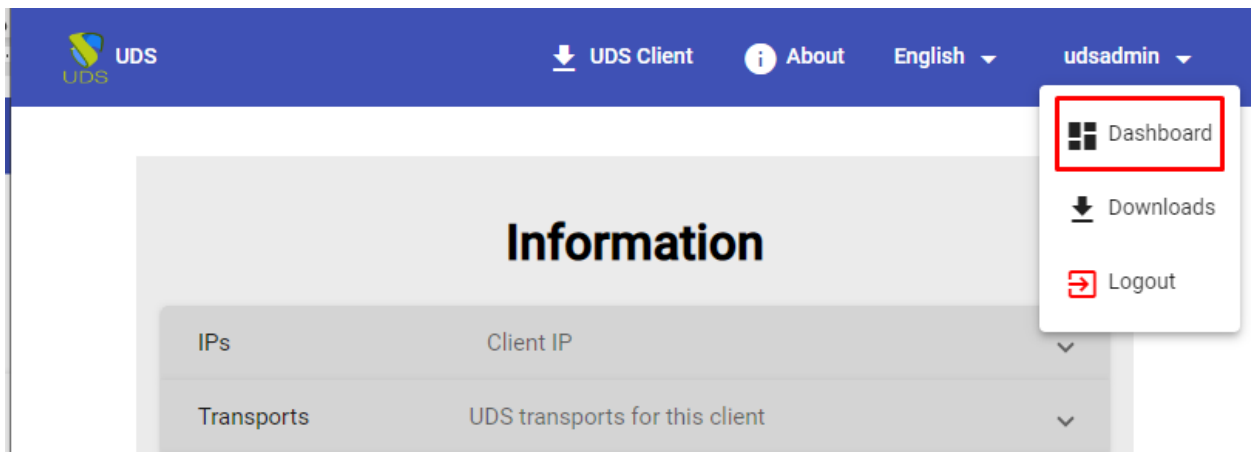 UDS UDS UDS Client About English udsadmin
Dashboard
Downloads
Logout
Information
IPs Client IP
Transports UDS transports for this client